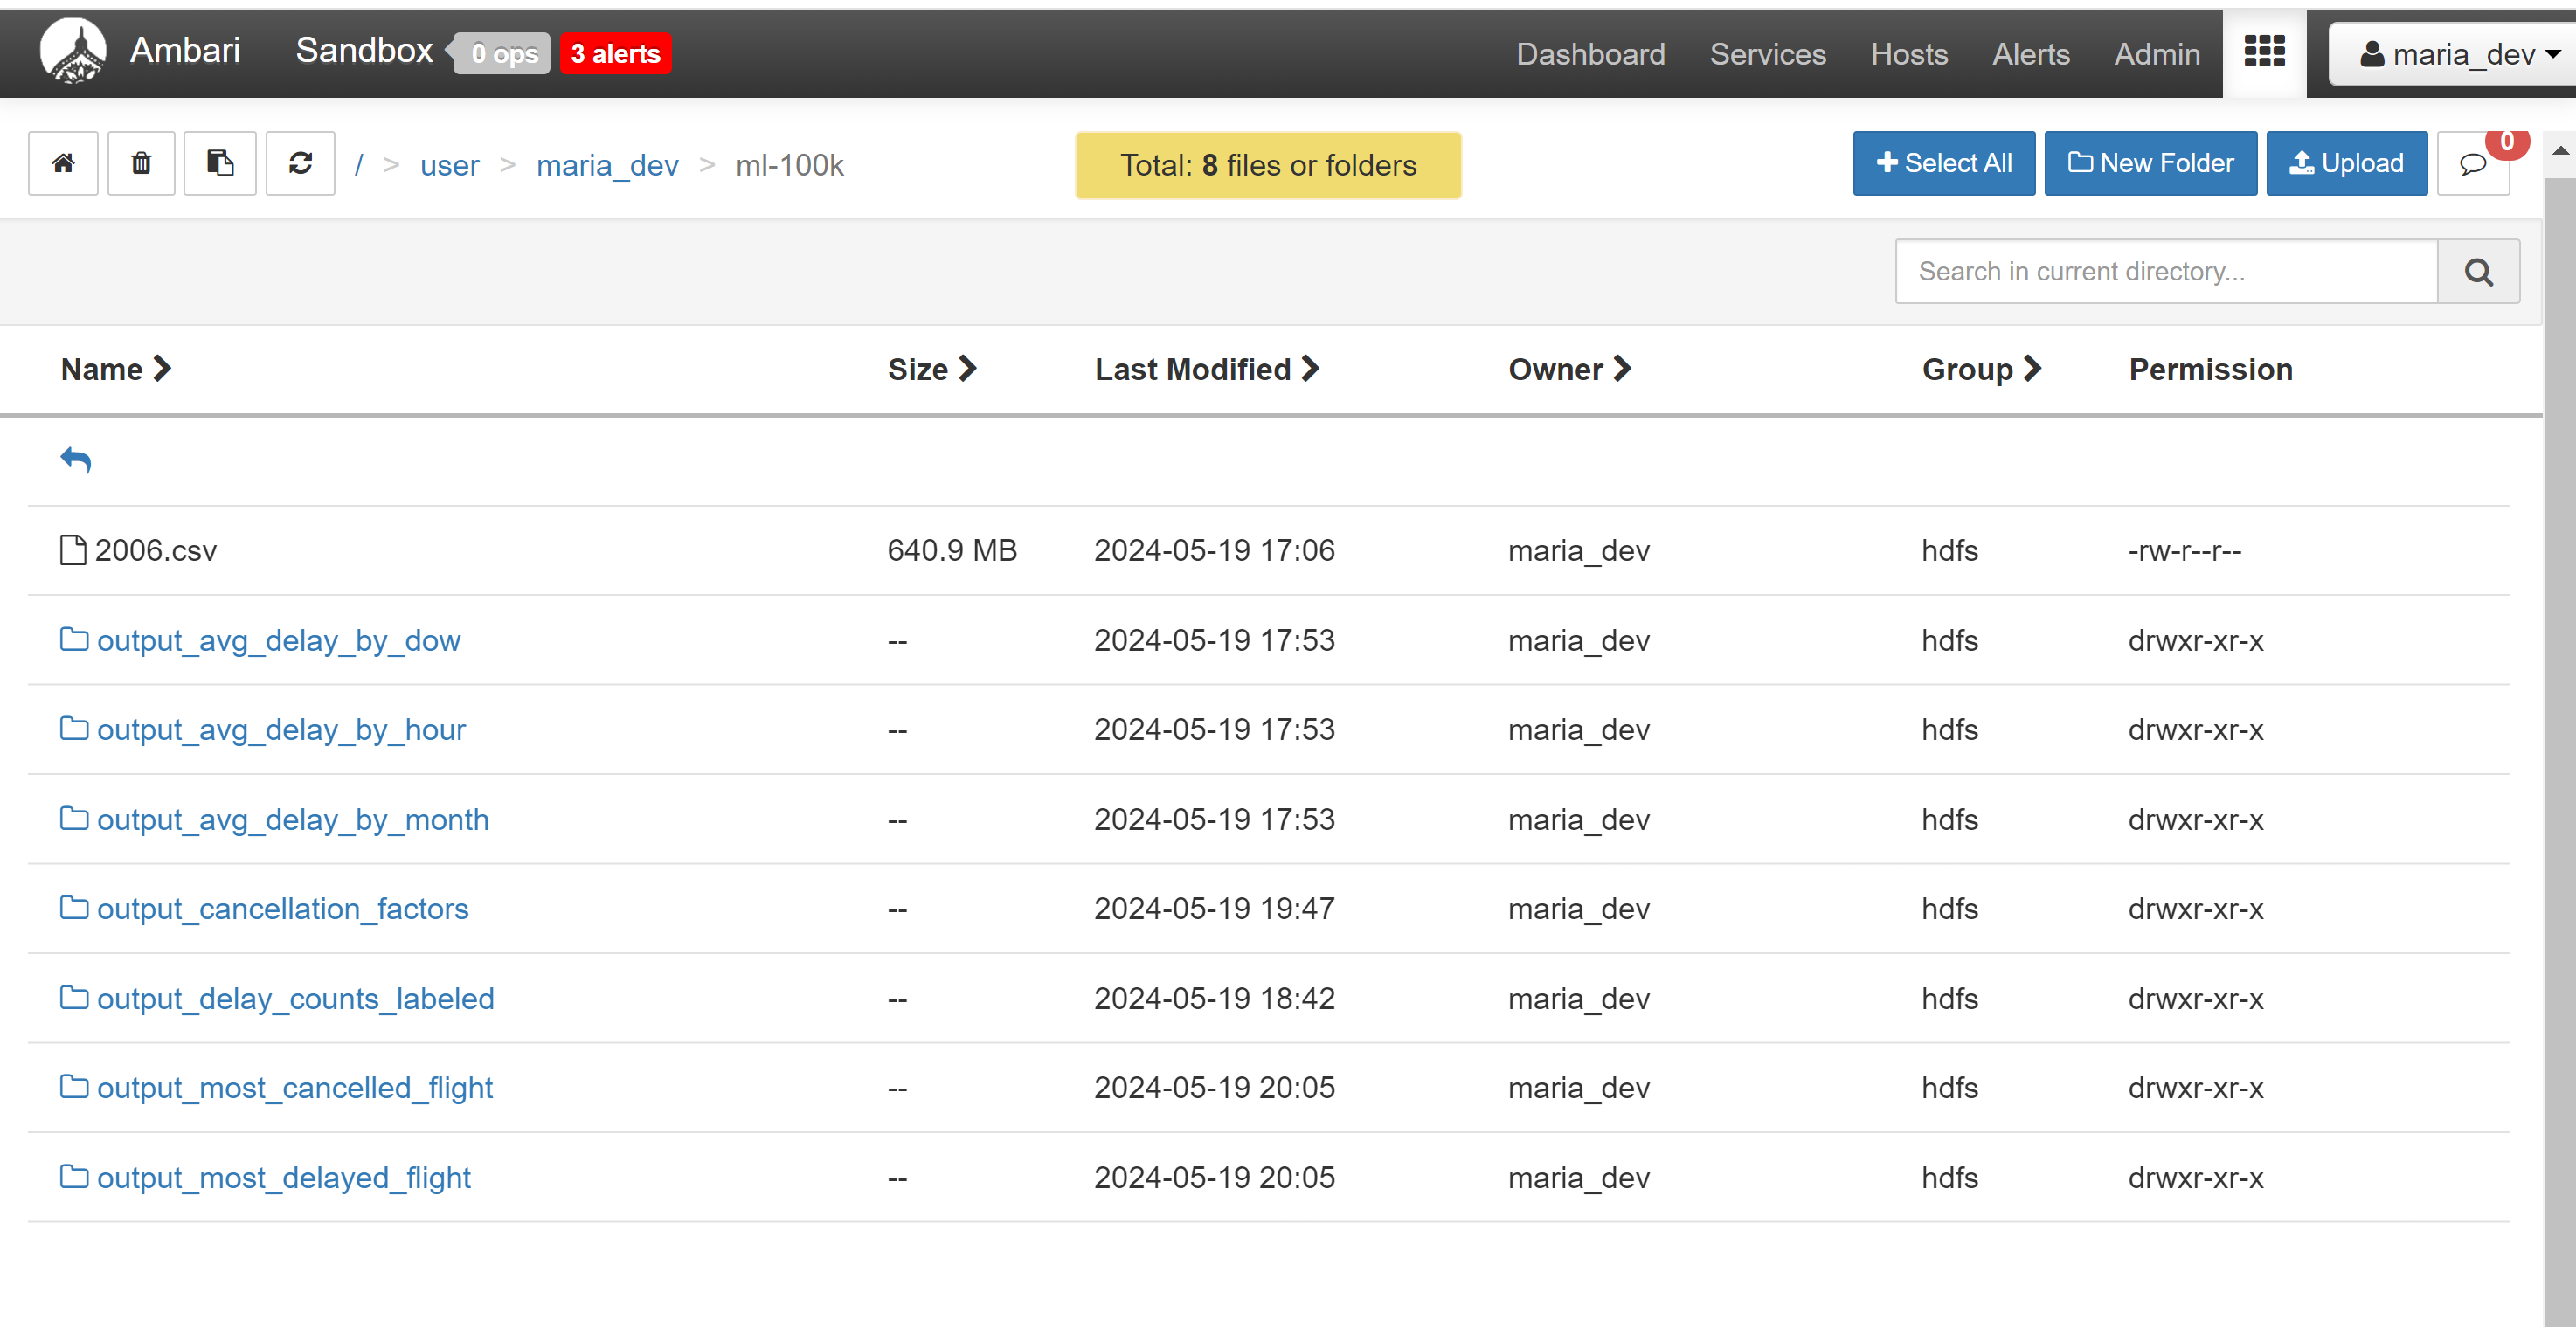 Ambari Sandbox 0 ops 3 alerts Dashboard Services Hosts Alerts Admin maria_dev
/ > user > maria_dev > ml-100k Total: 8 files or folders Select All New Folder Upload 0
Search in current directory...
Name Size Last Modified Owner Group Permission
2006.csv 640.9 MB 2024-05-19 17:06 maria_dev hdfs -rw-r--r--
output_avg_delay_by_dow -- 2024-05-19 17:53 maria_dev hdfs drwxr-xr-x
output_avg_delay_by_hour -- 2024-05-19 17:53 maria_dev hdfs drwxr-xr-x
output_avg_delay_by_month -- 2024-05-19 17:53 maria_dev hdfs drwxr-xr-x
output_cancellation_factors -- 2024-05-19 19:47 maria_dev hdfs drwxr-xr-x
output_delay_counts_labeled -- 2024-05-19 18:42 maria_dev hdfs drwxr-xr-x
output_most_cancelled_flight -- 2024-05-19 20:05 maria_dev hdfs drwxr-xr-x
output_most_delayed_flight -- 2024-05-19 20:05 maria_dev hdfs drwxr-xr-x